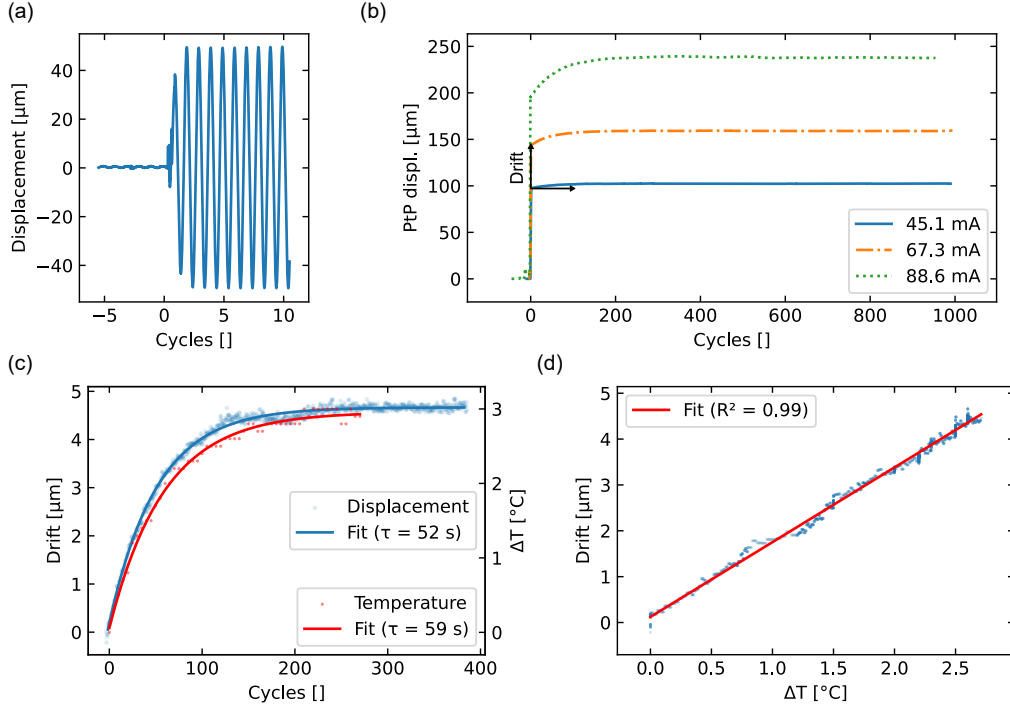 (a)
Displacement [µm]
40
20
0
−20
−40
−5
0
5
10
Cycles []
(b)
PtP displ. [µm]
250
200
150
100
50
0
Drift
45.1 mA
67.3 mA
88.6 mA
0
200
400
600
800
1000
Cycles []
(c)
Drift [µm]
5
4
3
2
1
0
Displacement
Fit (τ = 52 s)
Temperature
Fit (τ = 59 s)
3
2
1
0
ΔT [°C]
0
100
200
300
400
Cycles []
(d)
Drift [µm]
5
4
3
2
1
0
Fit (R² = 0.99)
0.0
0.5
1.0
1.5
2.0
2.5
ΔT [°C]